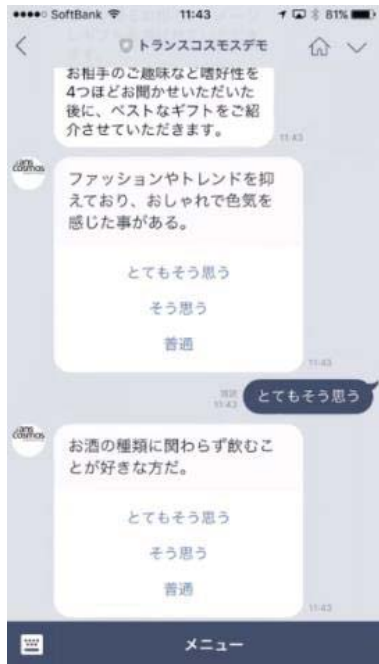 SoftBank 11:43 81%
トランスコスモスデモ
お相手のご趣味など嗜好性を
4つほどお聞かせいただいた
後に、ベストなギフトをご紹
介させていただきます。
11:43
ans
cosmos
ファッションやトレンドを抑
えており、おしゃれで色気を
感じた事がある。
とてもそう思う
そう思う
普通
11:43
既読
11:43
とてもそう思う
ans
cosmos
お酒の種類に関わらず飲むこ
とが好きな方だ。
とてもそう思う
そう思う
普通
11:43
メニュー